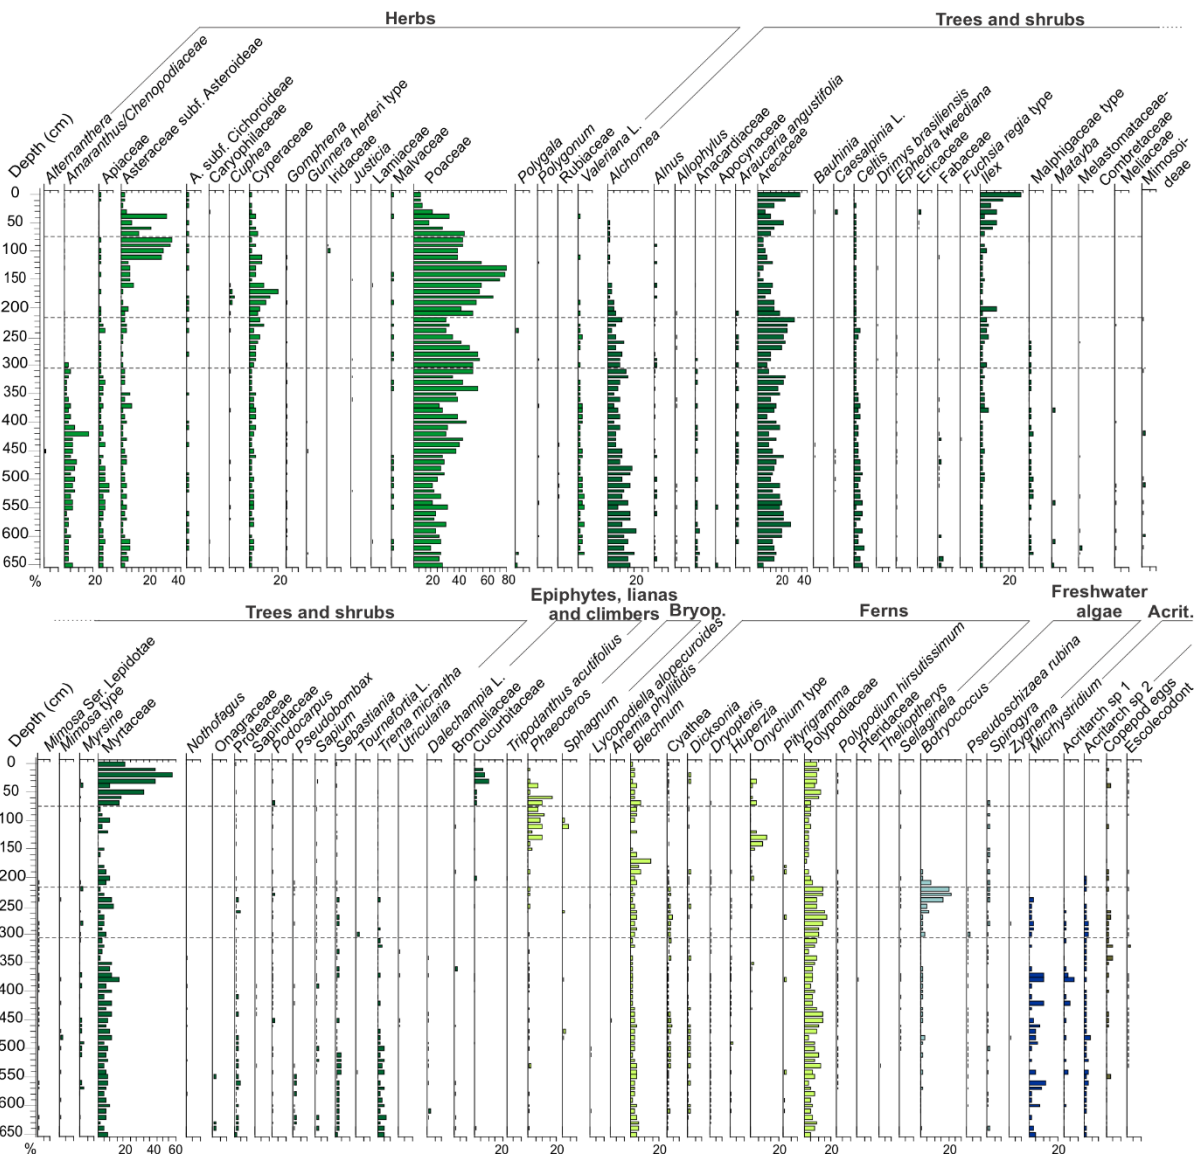 Herbs
Trees and shrubs
Depth (cm)
Alternanthera
Amaranthus/Chenopodiaceae
Apiaceae
Asteraceae subf. Asteroideae
A. subf. Cichoroideae
Caryophilaceae
Cuphea
Cyperaceae
Gomphrena
Gunnera herteri type
Iridaceae
Justicia
Lamiaceae
Malvaceae
Poaceae
Polygela
Polygonum
Rubiaceae
Valeriana L.
Alchornea
Alnus
Allophylus
Anacardiaceae
Apocynaceae
Araucaria angustifolia
Arecaceae
Bauhinia
Caesalpinia L.
Celtis
Drimys brasiliensis
Ephedra tweediana
Ericaceae
Fabaceae
Fuchsia regia type
Ilex
Malphigaceae type
Matayba
Melastomataceae-
Combretaceae
Meliaceae
Mimosoi-
deae
0
50
100
150
200
250
300
350
400
450
500
550
600
650
% 20 20 40 20 20 40 60 80 20 20 40 20
Epiphytes, lianas
and climbers
Trees and shrubs
Bryop.
Ferns
Freshwater
algae
Acrit.
Depth (cm)
Mimosa Ser. Lepidotae
Mimosa type
Myrsine
Myrtaceae
Nothofagus
Onagraceae
Proteaceae
Sapindaceae
Podocarpus
Pseudobombax
Sapium
Sebastiania
Tournefortia L.
Trema micrantha
Utricularia
Dalechampia L.
Bromeliaceae
Cucurbitaceae
Tripodanthus acutifolius
Phaeoceros
Sphagnum
Lycopodiella alopecuroides
Anemia phyllitidis
Blechnum
Cyathea
Dicksonia
Dryopteris
Huperzia
Onychium type
Pityrgramma
Polypodiaceae
Polypodium hirsutissimum
Pteridaceae
Theliopterys
Sellaginela
Botryococcus
Pseudoschizaea rubina
Spirogyra
Zygnema
Micrhystridium
Acritarch sp 1
Acritarch sp 2
Copepod eggs
Escolecodont
0
50
100
150
200
250
300
350
400
450
500
550
600
650
% 20 40 60 20 20 20 20 20 20 20